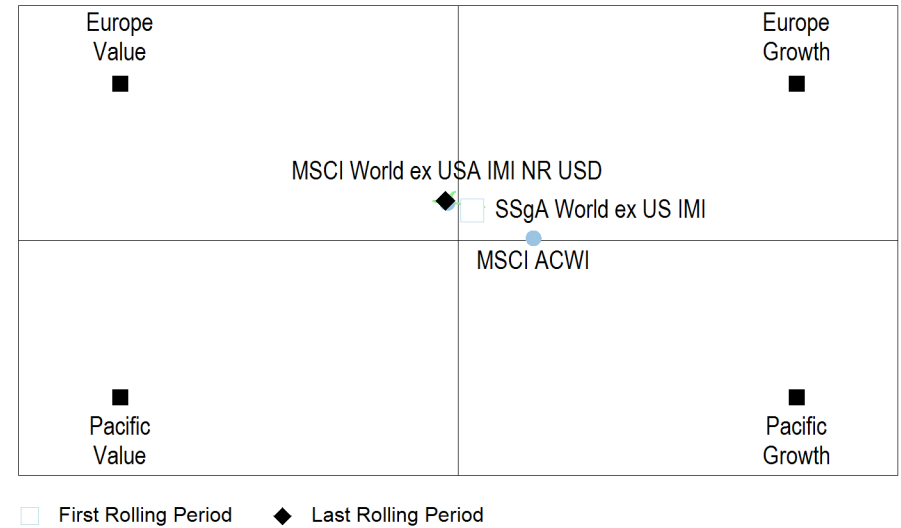 Europe
Value
Europe
Growth
MSCI World ex USA IMI NR USD
SSgA World ex US IMI
MSCI ACWI
Pacific
Value
Pacific
Growth
First Rolling Period
Last Rolling Period